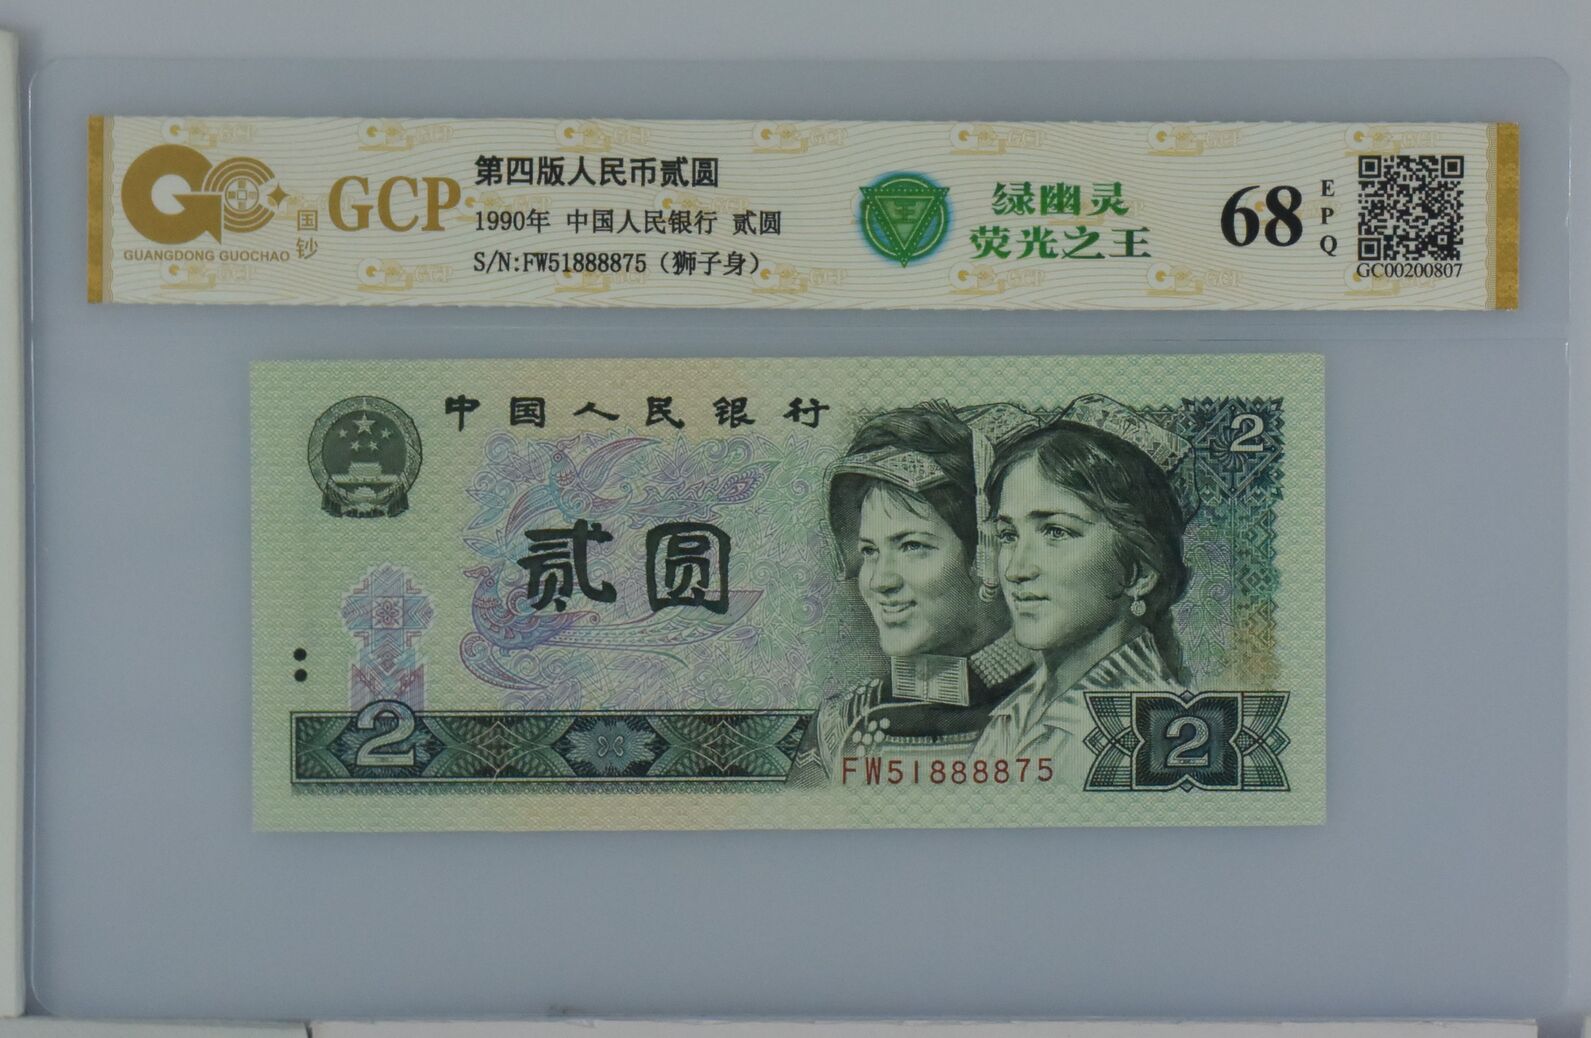 GUANGDONG GUOCHAO
国钞
GCP
第四版人民币贰圆
1990年 中国人民银行 贰圆
S/N:FW51888875（狮子身）
王
绿幽灵
荧光之王
68
EPQ
GC00200807
中国人民银行
贰圆
2
2
FW51888875
2